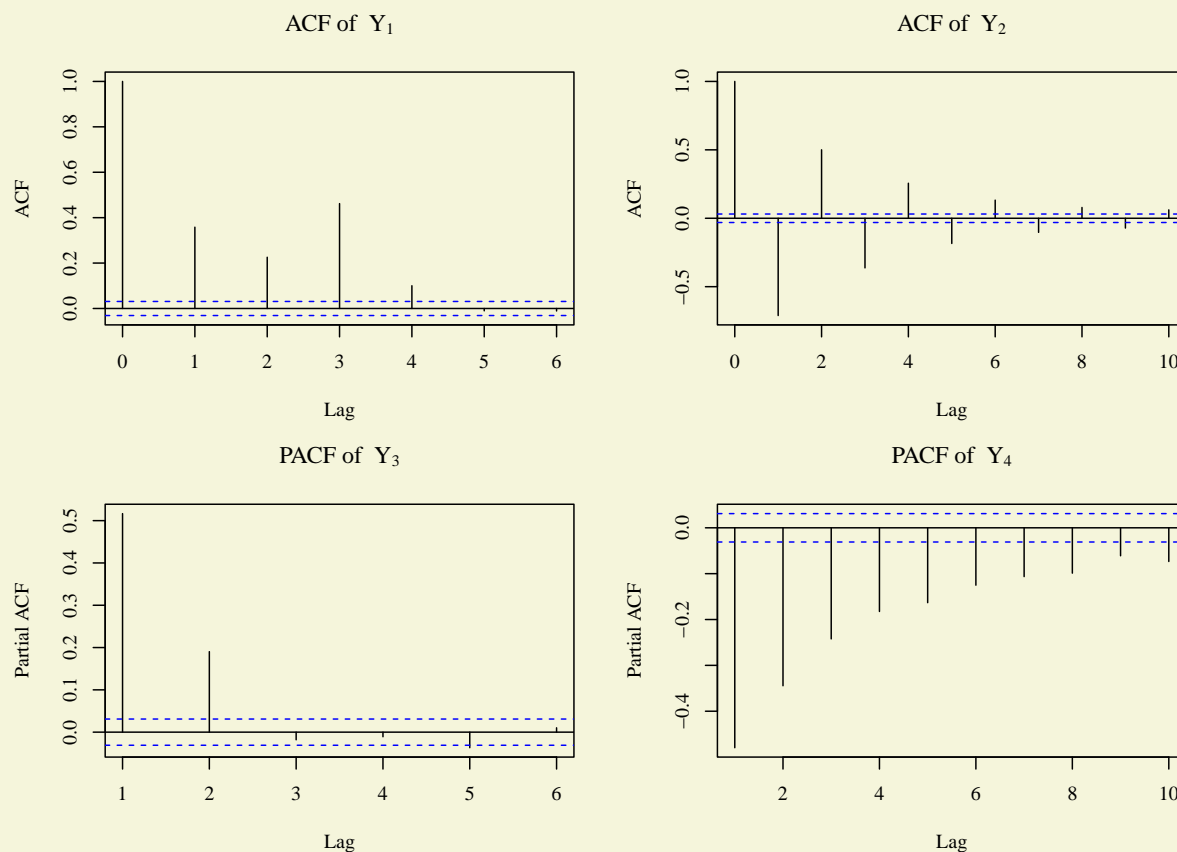 ACF of Y₁
ACF
0.0 0.2 0.4 0.6 0.8 1.0
0 1 2 3 4 5 6
Lag
ACF of Y₂
ACF
−0.5 0.0 0.5 1.0
0 2 4 6 8 10
Lag
PACF of Y₃
Partial ACF
0.0 0.1 0.2 0.3 0.4 0.5
1 2 3 4 5 6
Lag
PACF of Y₄
Partial ACF
−0.4 −0.2 0.0
2 4 6 8 10
Lag